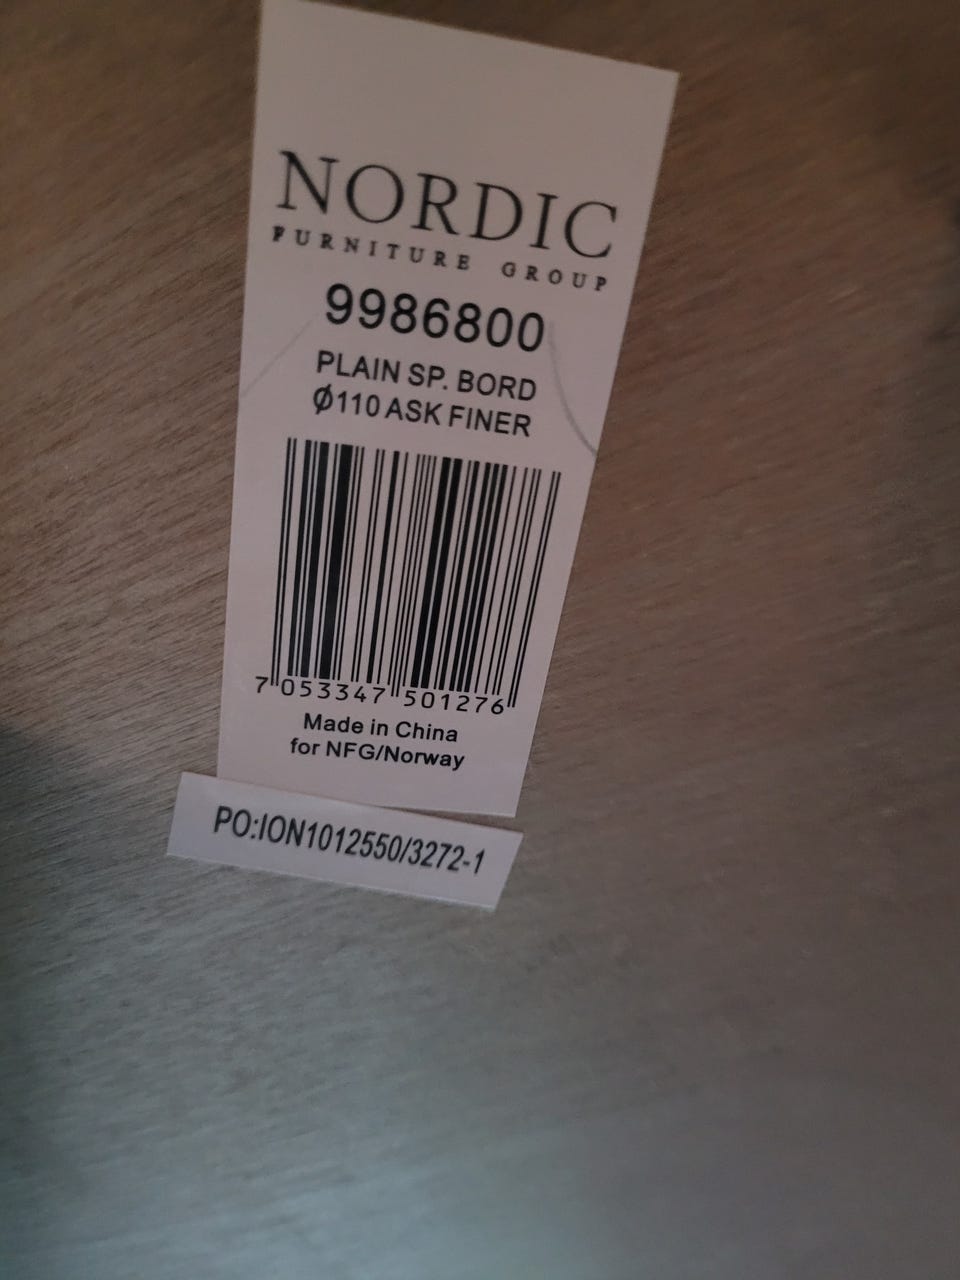 NORDIC
FURNITURE GROUP
9986800
PLAIN SP. BORD
Ø110 ASK FINER
7 053347 501276
Made in China
for NFG/Norway
PO:ION1012550/3272-1